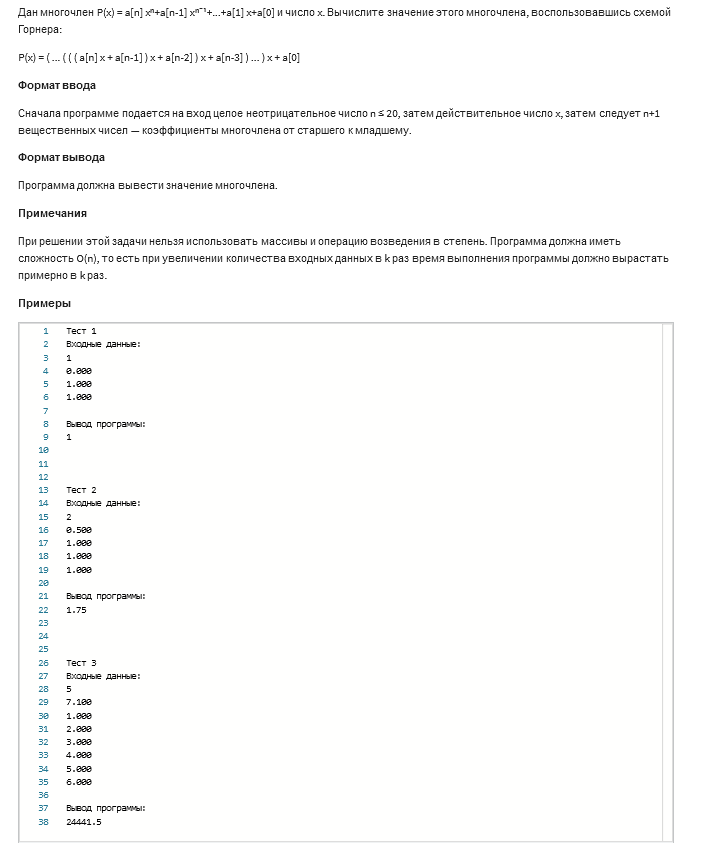 Дан многочлен P(x) = a[n] xⁿ+a[n-1] xⁿ⁻¹+...+a[1] x+a[0] и число x. Вычислите значение этого многочлена, воспользовавшись схемой
Горнера:
P(x) = ( ... ( ( ( a[n] x + a[n-1] ) x + a[n-2] ) x + a[n-3] ) ... ) x + a[0]
Формат ввода
Сначала программе подается на вход целое неотрицательное число n ≤ 20, затем действительное число x, затем следует n+1
вещественных чисел — коэффициенты многочлена от старшего к младшему.
Формат вывода
Программа должна вывести значение многочлена.
Примечания
При решении этой задачи нельзя использовать массивы и операцию возведения в степень. Программа должна иметь
сложность O(n), то есть при увеличении количества входных данных в k раз время выполнения программы должно вырастать
примерно в k раз.
Примеры
1 Тест 1
2 Входные данные:
3 1
4 0.000
5 1.000
6 1.000
7
8 Вывод программы:
9 1
10
11
12
13 Тест 2
14 Входные данные:
15 2
16 0.500
17 1.000
18 1.000
19 1.000
20
21 Вывод программы:
22 1.75
23
24
25
26 Тест 3
27 Входные данные:
28 5
29 7.100
30 1.000
31 2.000
32 3.000
33 4.000
34 5.000
35 6.000
36
37 Вывод программы:
38 24441.5